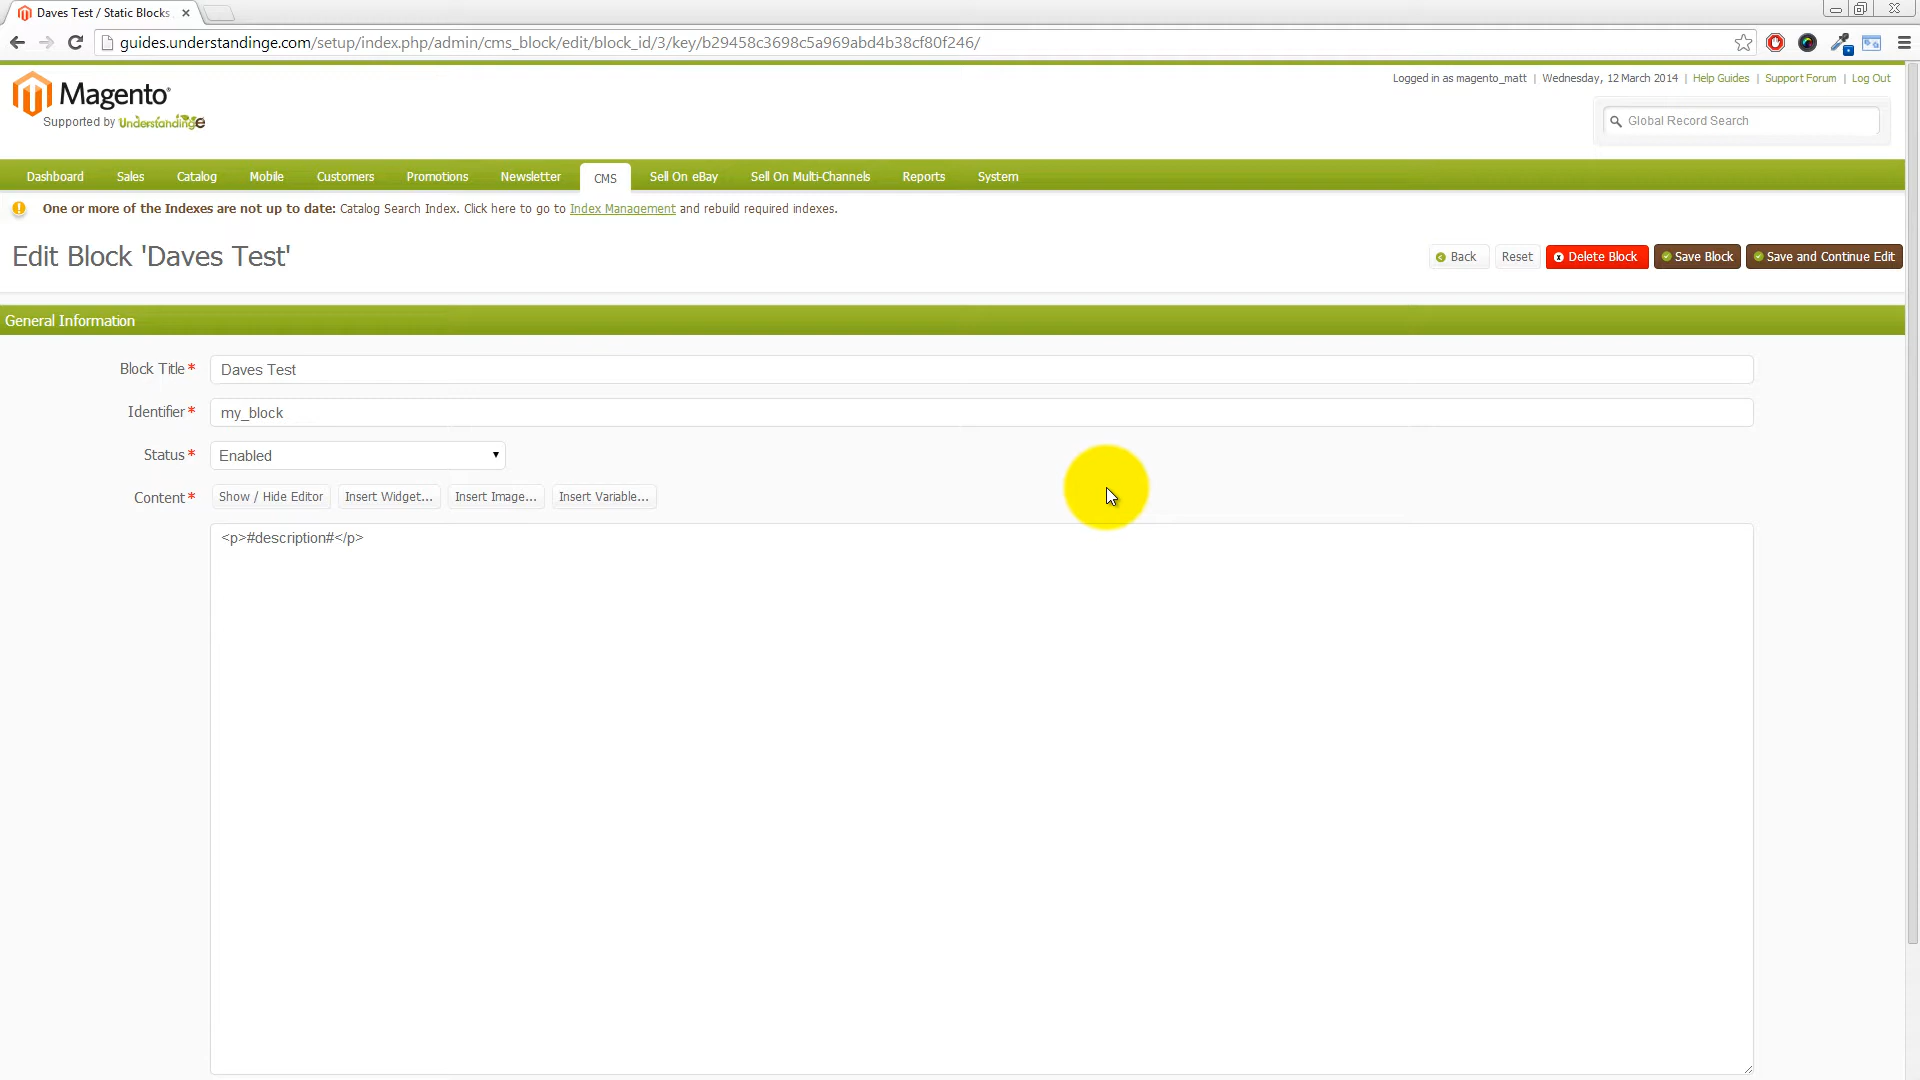 Daves Test / Static Blocks
guides.understandinge.com/setup/index.php/admin/cms_block/edit/block_id/3/key/b29458c3698c5a969abd4b38cf80f246/
Magento®
Supported by Understandinge
Logged in as magento_matt | Wednesday, 12 March 2014 | Help Guides | Support Forum | Log Out
Global Record Search
Dashboard Sales Catalog Mobile Customers Promotions Newsletter CMS Sell On eBay Sell On Multi-Channels Reports System
One or more of the Indexes are not up to date: Catalog Search Index. Click here to go to Index Management and rebuild required indexes.
Edit Block 'Daves Test'
Back Reset Delete Block Save Block Save and Continue Edit
General Information
Block Title* Daves Test
Identifier* my_block
Status* Enabled
Content* Show / Hide Editor Insert Widget... Insert Image... Insert Variable...
<p>#description#</p>